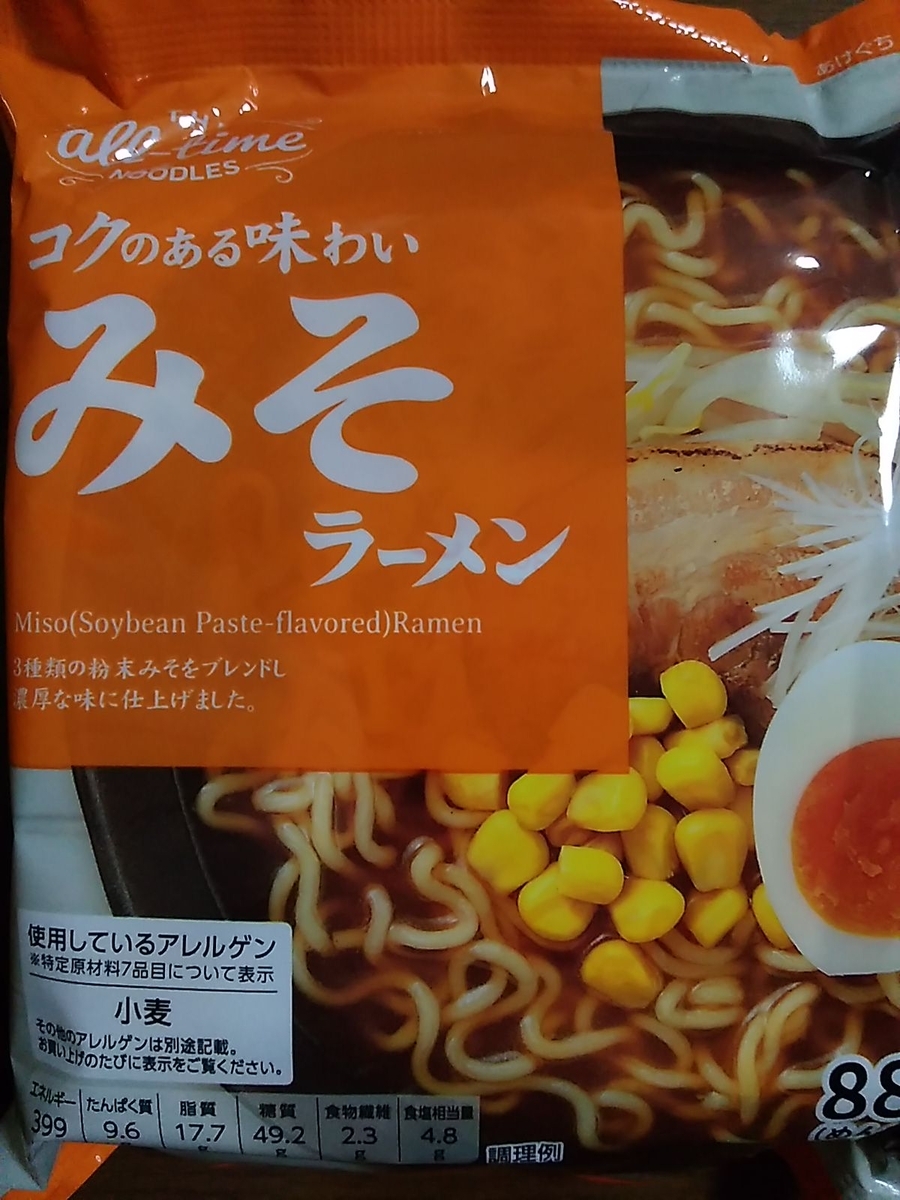 あけくち
all-time
NOODLES
コクのある味わい
みそ
ラーメン
Miso(Soybean Paste-flavored)Ramen
3種類の粉末みそをブレンドし
濃厚な味に仕上げました。
使用しているアレルゲン
※特定原材料7品目について表示
小麦
その他のアレルゲンは別途記載。
お買い上げのたびに表示をご覧ください。
エネルギー たんぱく質 脂質 糖質 食物繊維 食塩相当量
399 9.6 17.7 49.2 2.3 4.8
g g g g
調理例
88